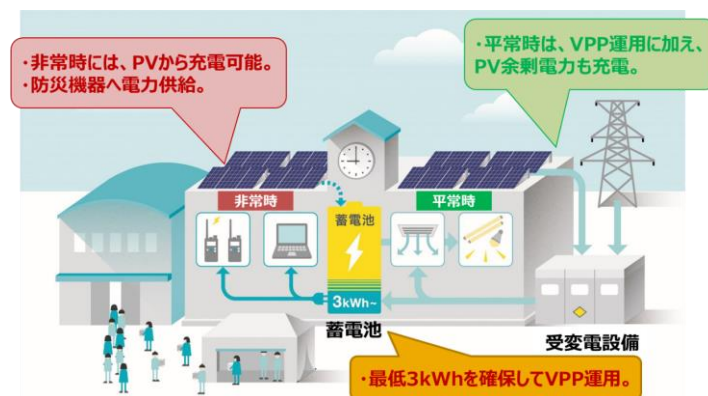 ・非常時には、PVから充電可能。
・防災機器へ電力供給。
・平常時は、VPP運用に加え、
PV余剰電力も充電。
非常時
平常時
蓄電池
3kWh~
蓄電池
受変電設備
・最低3kWhを確保してVPP運用。